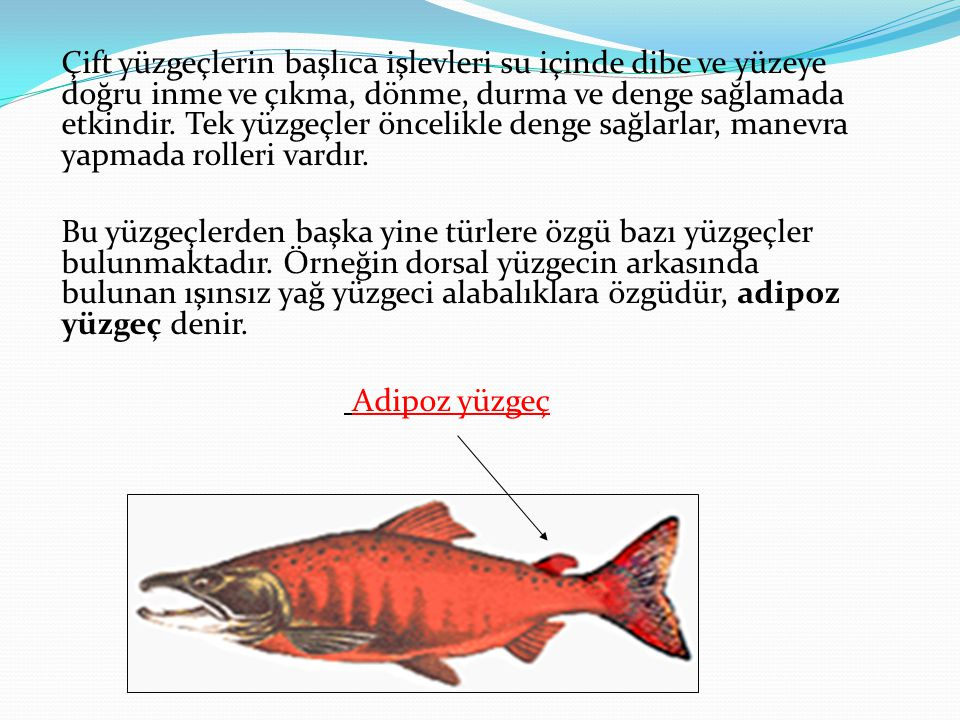 Çift yüzgeçlerin başlıca işlevleri su içinde dibe ve yüzeye
doğru inme ve çıkma, dönme, durma ve denge sağlamada
etkindir. Tek yüzgeçler öncelikle denge sağlarlar, manevra
yapmada rolleri vardır.
Bu yüzgeçlerden başka yine türlere özgü bazı yüzgeçler
bulunmaktadır. Örneğin dorsal yüzgecin arkasında
bulunan ışınsız yağ yüzgeci alabalıklara özgüdür, adipoz
yüzgeç denir.
Adipoz yüzgeç